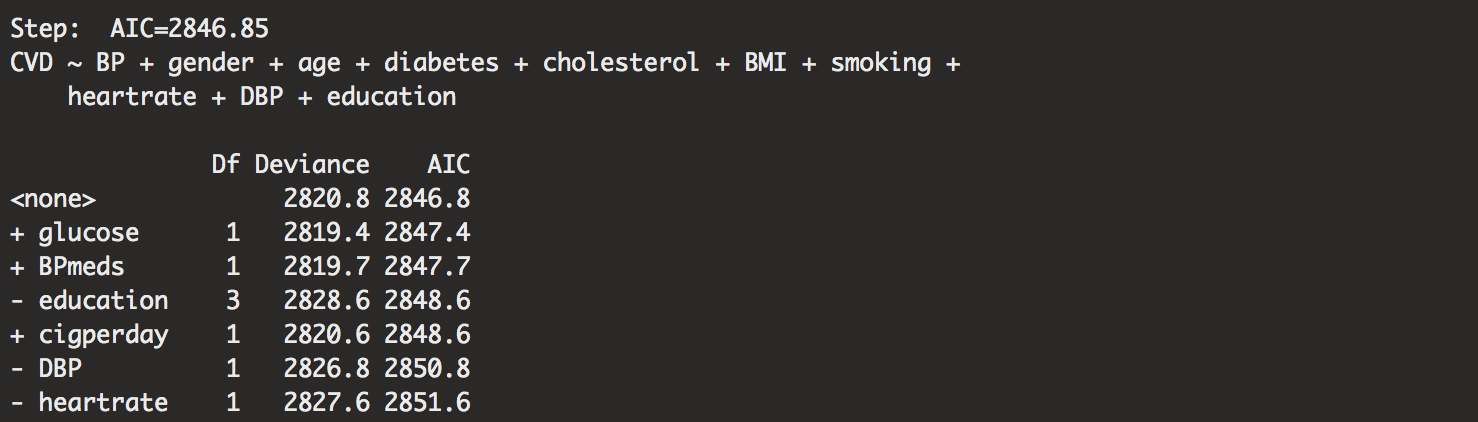 Step:  AIC=2846.85
CVD ~ BP + gender + age + diabetes + cholesterol + BMI + smoking +
    heartrate + DBP + education
              Df Deviance    AIC
<none>             2820.8 2846.8
+ glucose      1   2819.4 2847.4
+ BPmeds       1   2819.7 2847.7
- education    3   2828.6 2848.6
+ cigperday    1   2820.6 2848.6
- DBP          1   2826.8 2850.8
- heartrate    1   2827.6 2851.6